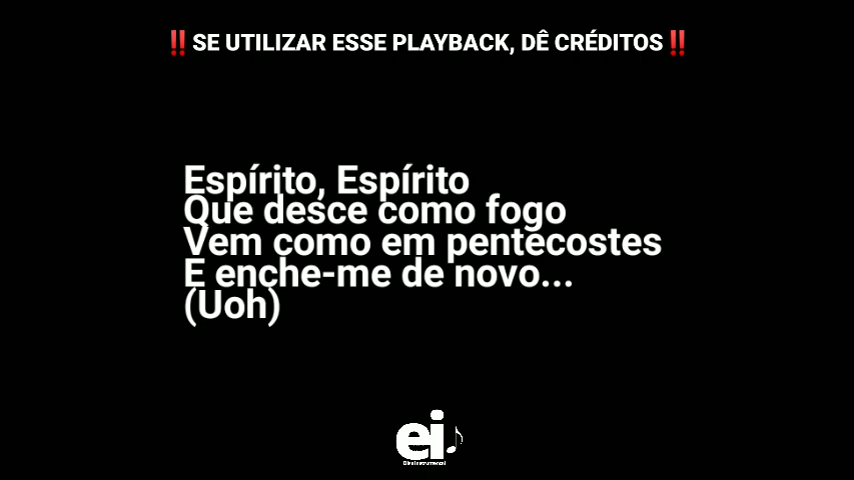 ‼️SE UTILIZAR ESSE PLAYBACK, DÊ CRÉDITOS‼️
Espírito, Espírito
Que desce como fogo
Vem como em pentecostes
E enche-me de novo...
(Uoh)
ei